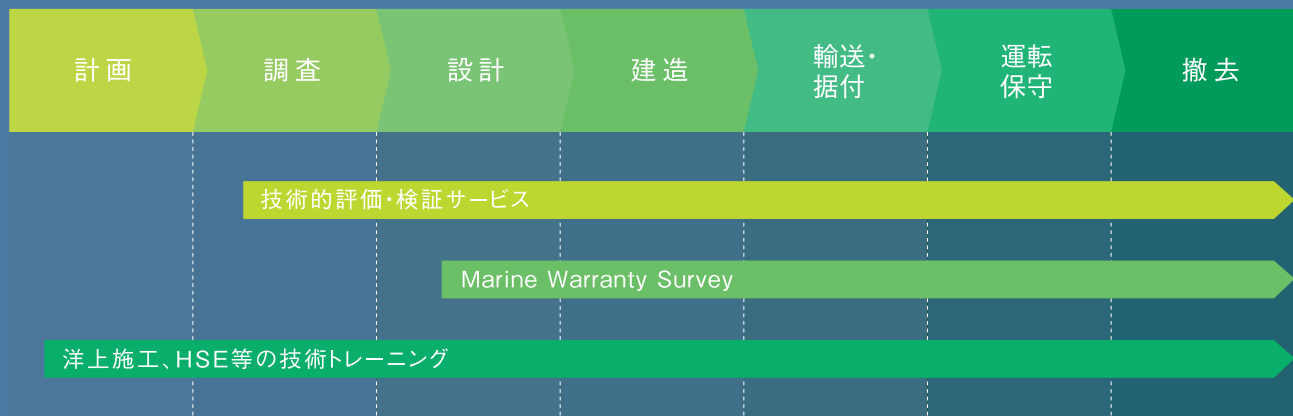 計画
調査
設計
建造
輸送・
据付
運転
保守
撤去
技術的評価・検証サービス
Marine Warranty Survey
洋上施工、HSE等の技術トレーニング